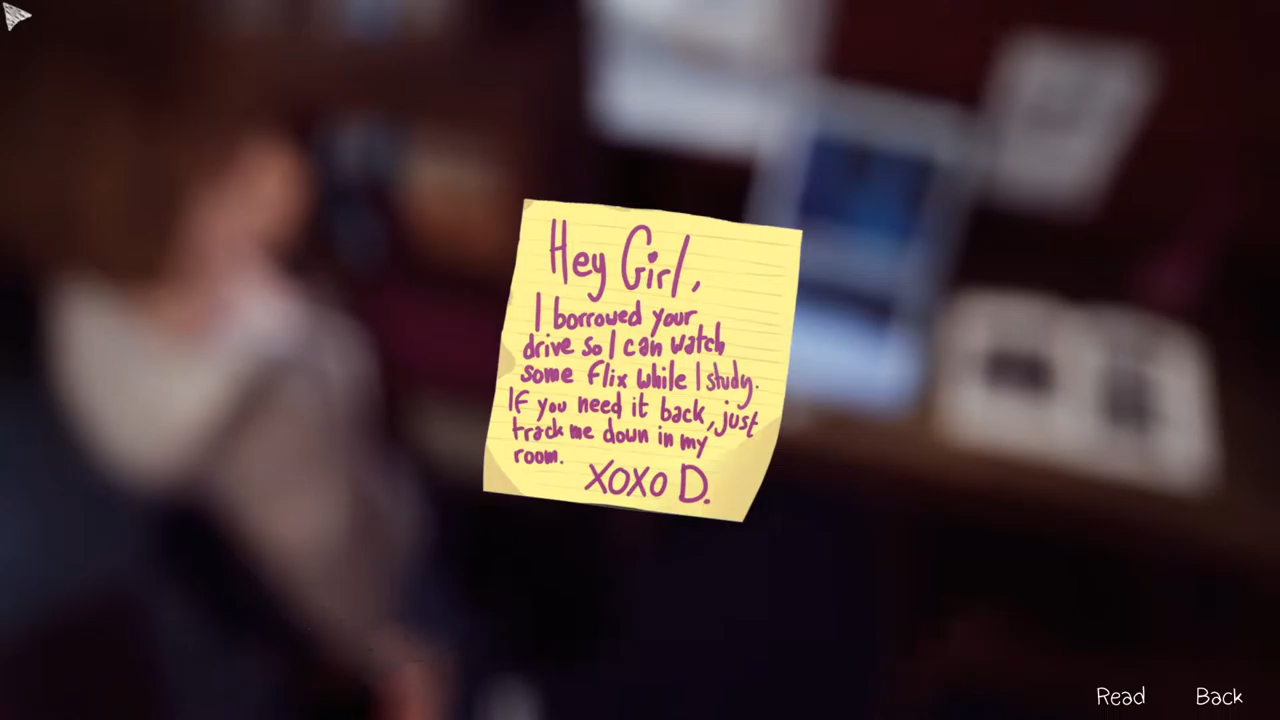 Hey Girl,
I borrowed your
drive so I can watch
some Flix while I study.
If you need it back, just
track me down in my
room.
XOXO D.
Read Back